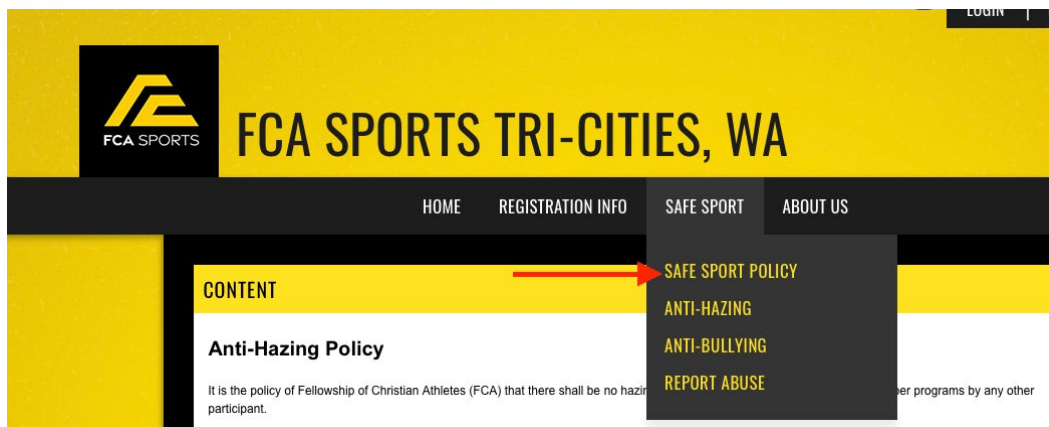 LOGIN |
FCA SPORTS
FCA SPORTS TRI-CITIES, WA
HOME REGISTRATION INFO SAFE SPORT ABOUT US
SAFE SPORT POLICY
ANTI-HAZING
ANTI-BULLYING
REPORT ABUSE
CONTENT
Anti-Hazing Policy
It is the policy of Fellowship of Christian Athletes (FCA) that there shall be no programs by any other
participant.